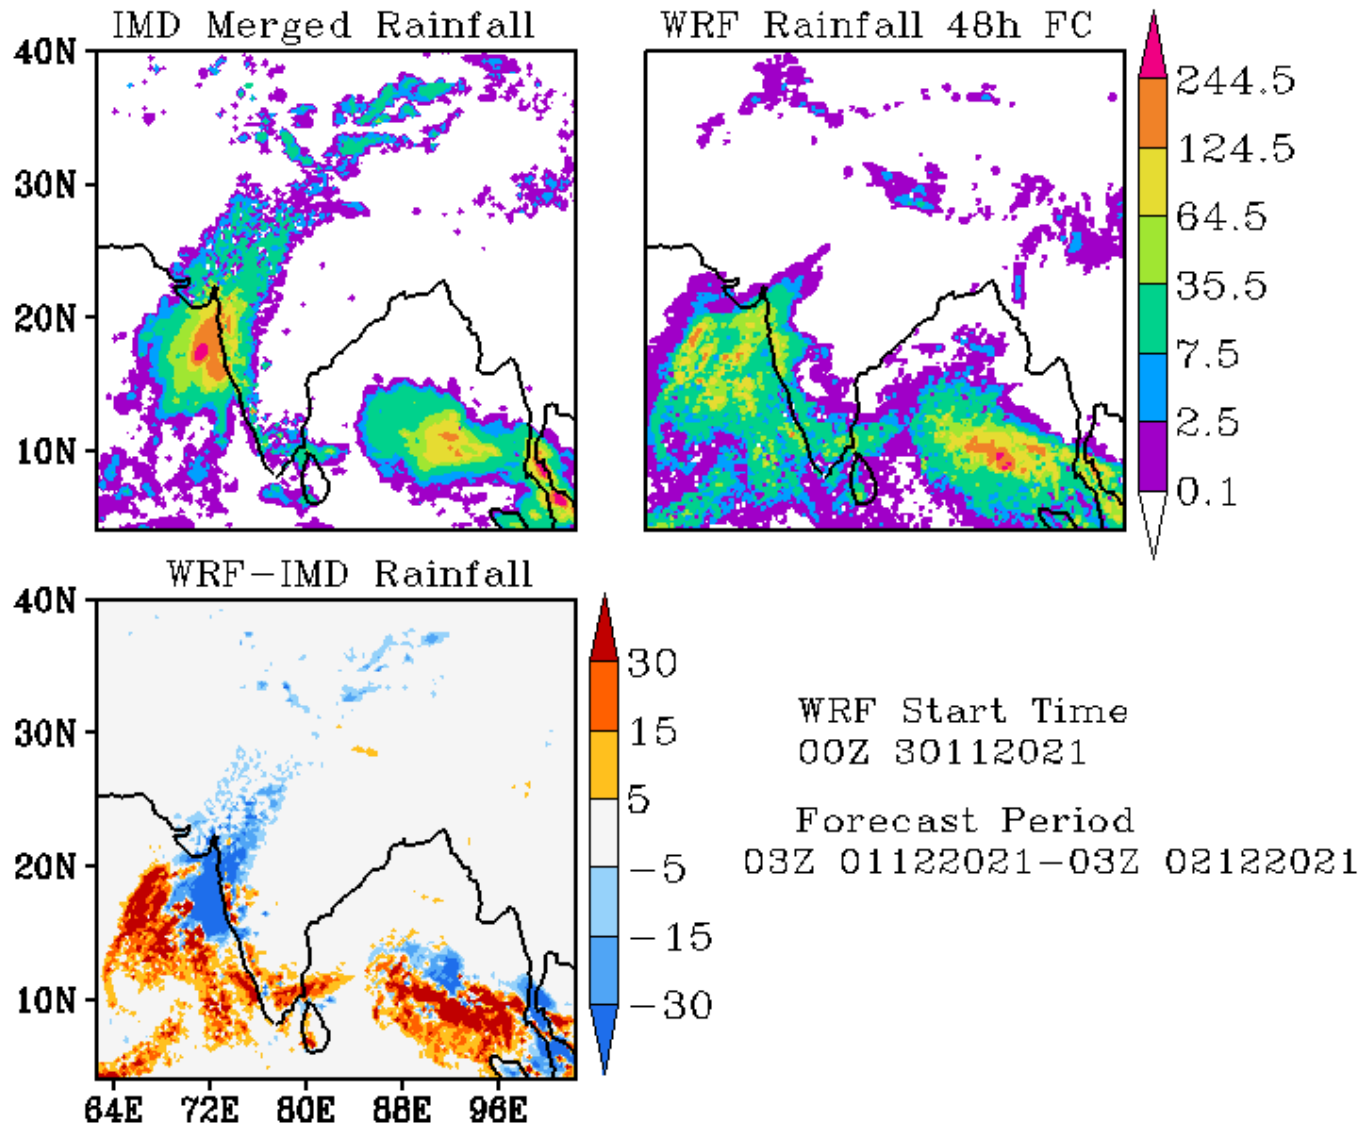 IMD Merged Rainfall
WRF Rainfall 48h FC
40N
30N
20N
10N
244.5
124.5
64.5
35.5
7.5
2.5
0.1
WRF-IMD Rainfall
40N
30N
20N
10N
64E 72E 80E 88E 96E
30
15
5
-5
-15
-30
WRF Start Time
00Z 30112021
Forecast Period
03Z 01122021-03Z 02122021